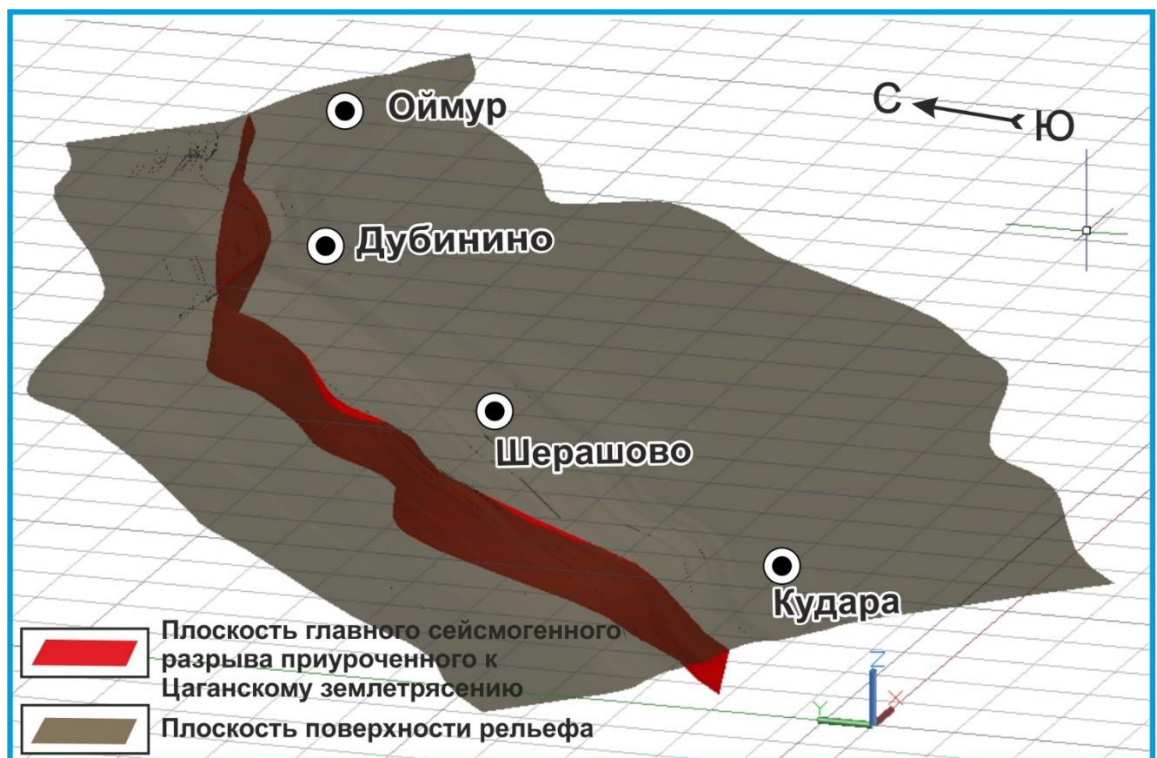 Оймур
С
Ю
Дубинино
Шерашово
Кудара
Плоскость главного сейсмогенного
разрыва приуроченного к
Цаганскому землетрясению
Z
X
Y
Плоскость поверхности рельефа